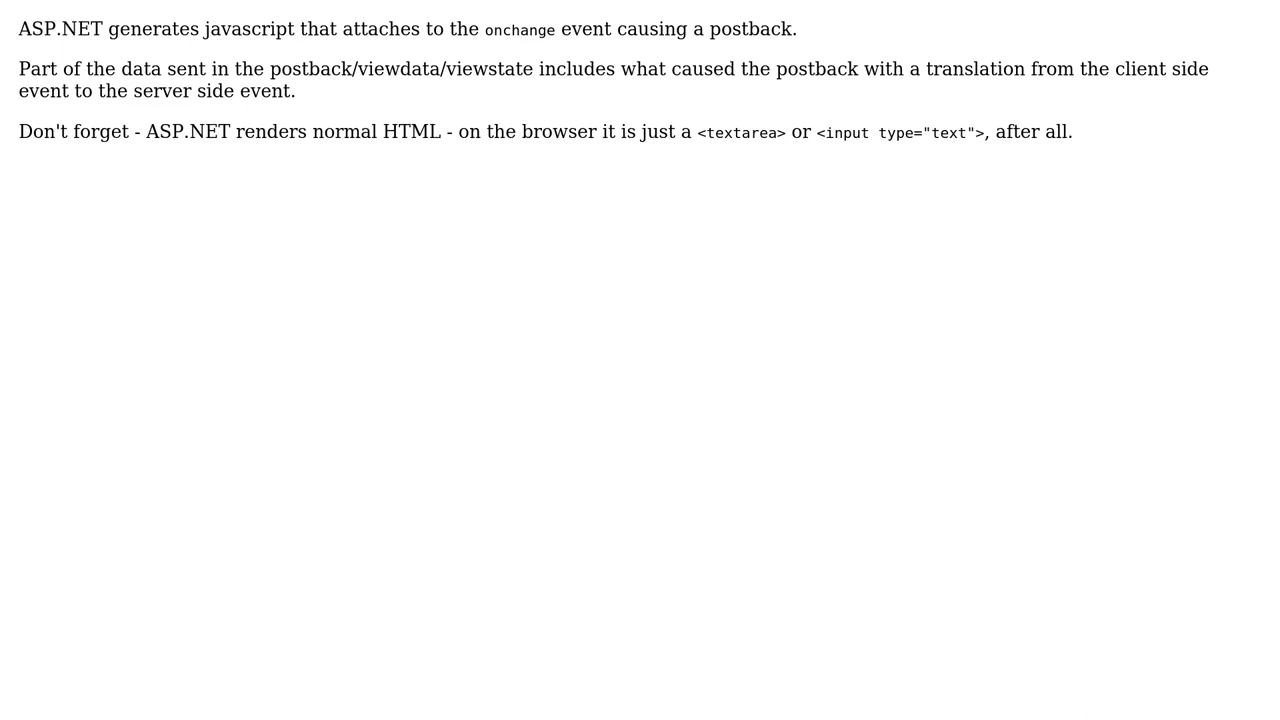 ASP.NET generates javascript that attaches to the onchange event causing a postback.
Part of the data sent in the postback/viewdata/viewstate includes what caused the postback with a translation from the client side
event to the server side event.
Don't forget - ASP.NET renders normal HTML - on the browser it is just a <textarea> or <input type="text">, after all.